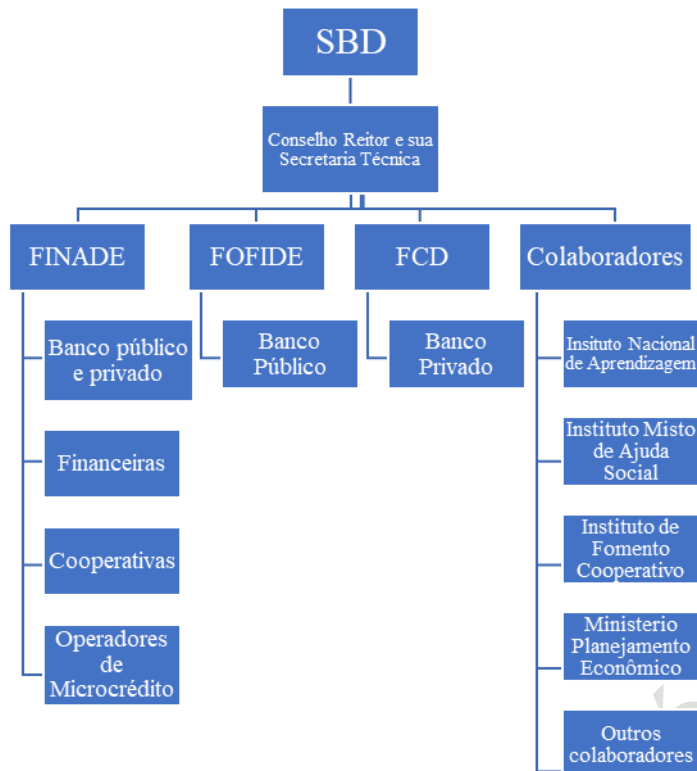 SBD
Conselho Reitor e sua
Secretaria Técnica
FINADE
Banco público
e privado
Financeiras
Cooperativas
Operadores
de
Microcrédito
FOFIDE
Banco
Público
FCD
Banco
Privado
Colaboradores
Insituto Nacional
de Aprendizagem
Instituto Misto
de Ajuda
Social
Instituto de
Fomento
Cooperativo
Ministerio
Planejamento
Econômico
Outros
colaboradores